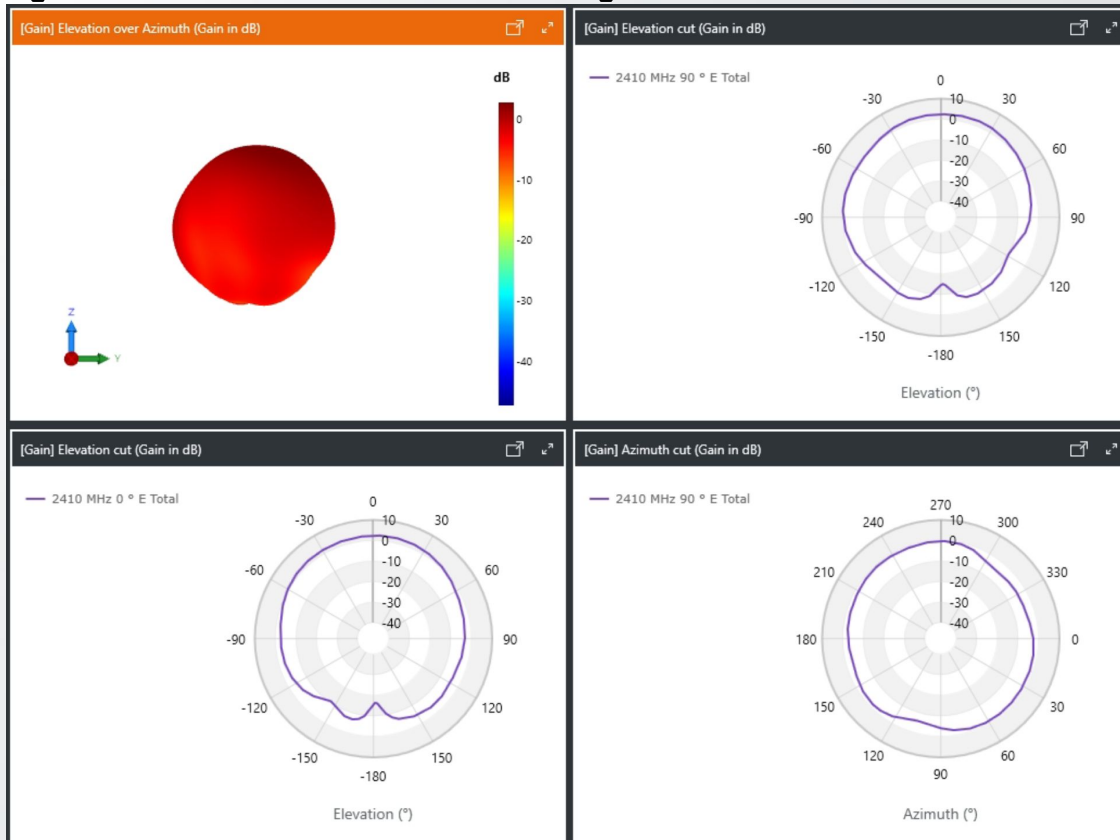 [Gain] Elevation over Azimuth (Gain in dB)
dB
0
-10
-20
-30
-40
Z
Y
[Gain] Elevation cut (Gain in dB)
2410 MHz 90 ° E Total
0
-30 10 30
0
-60 -10 60
-20
-30
-40
-90 90
-120 120
-150 150
-180
Elevation (°)
[Gain] Elevation cut (Gain in dB)
2410 MHz 0 ° E Total
0
-30 10 30
0
-60 -10 60
-20
-30
-40
-90 90
-120 120
-150 150
-180
Elevation (°)
[Gain] Azimuth cut (Gain in dB)
2410 MHz 90 ° E Total
270
240 10 300
0
210 -10 330
-20
-30
-40
180 0
150 30
120 60
90
Azimuth (°)